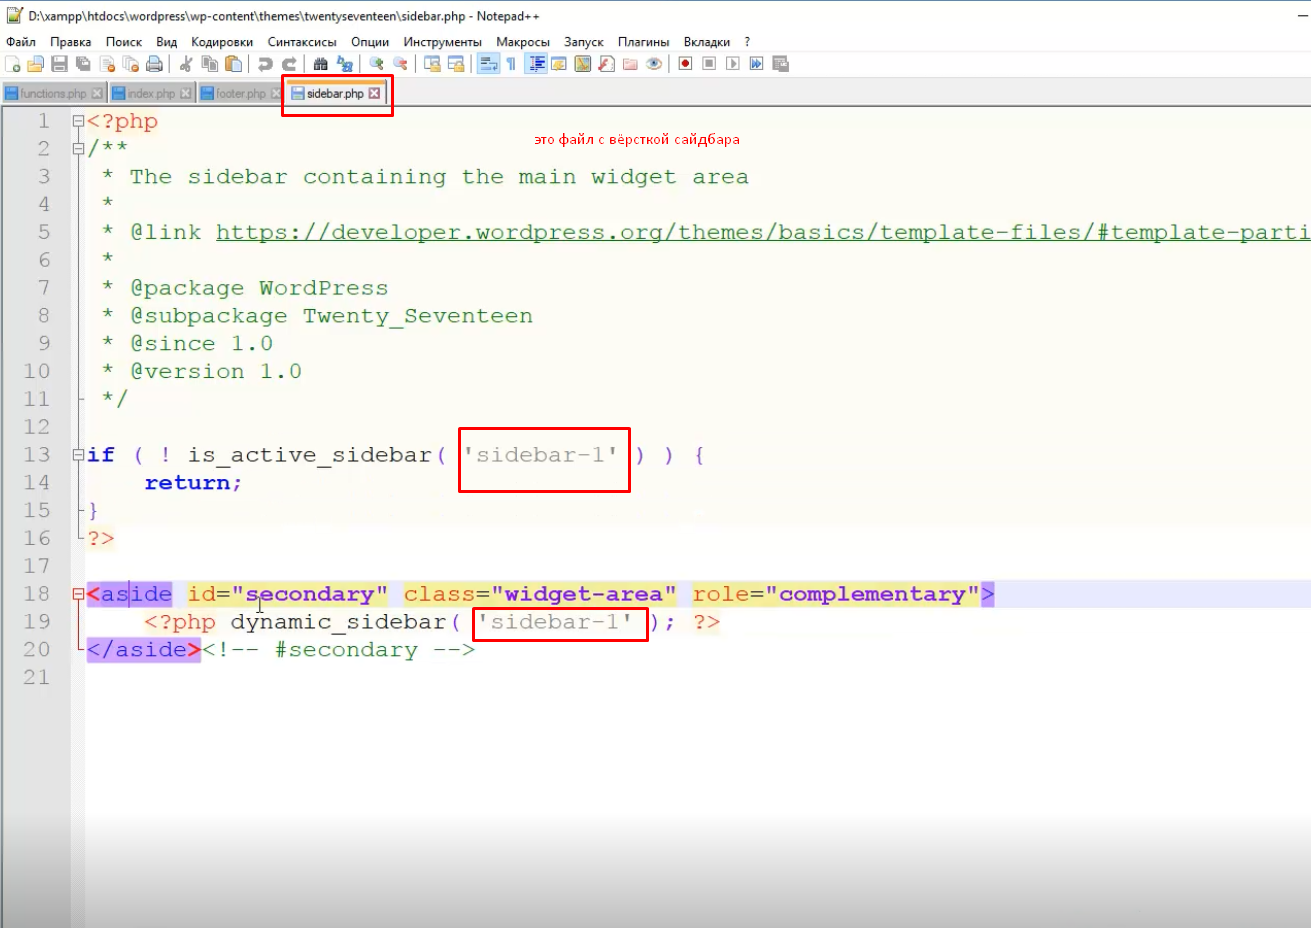 D:\xampp\htdocs\wordpress\wp-content\themes\twentyseventeen\sidebar.php - Notepad++
Файл Правка Поиск Вид Кодировки Синтаксисы Опции Инструменты Макросы Запуск Плагины Вкладки ?
functions.php index.php footer.php sidebar.php
1 <?php
это файл с вёрсткой сайдбара
2 /**
3 * The sidebar containing the main widget area
4 *
5 * @link https://developer.wordpress.org/themes/basics/template-files/#template-parti
6 *
7 * @package WordPress
8 * @subpackage Twenty_Seventeen
9 * @since 1.0
10 * @version 1.0
11 */
12
13 if ( ! is_active_sidebar( 'sidebar-1' ) ) {
14 return;
15 }
16 ?>
17
18 <aside id="secondary" class="widget-area" role="complementary">
19 <?php dynamic_sidebar( 'sidebar-1' ); ?>
20 </aside><!-- #secondary -->
21